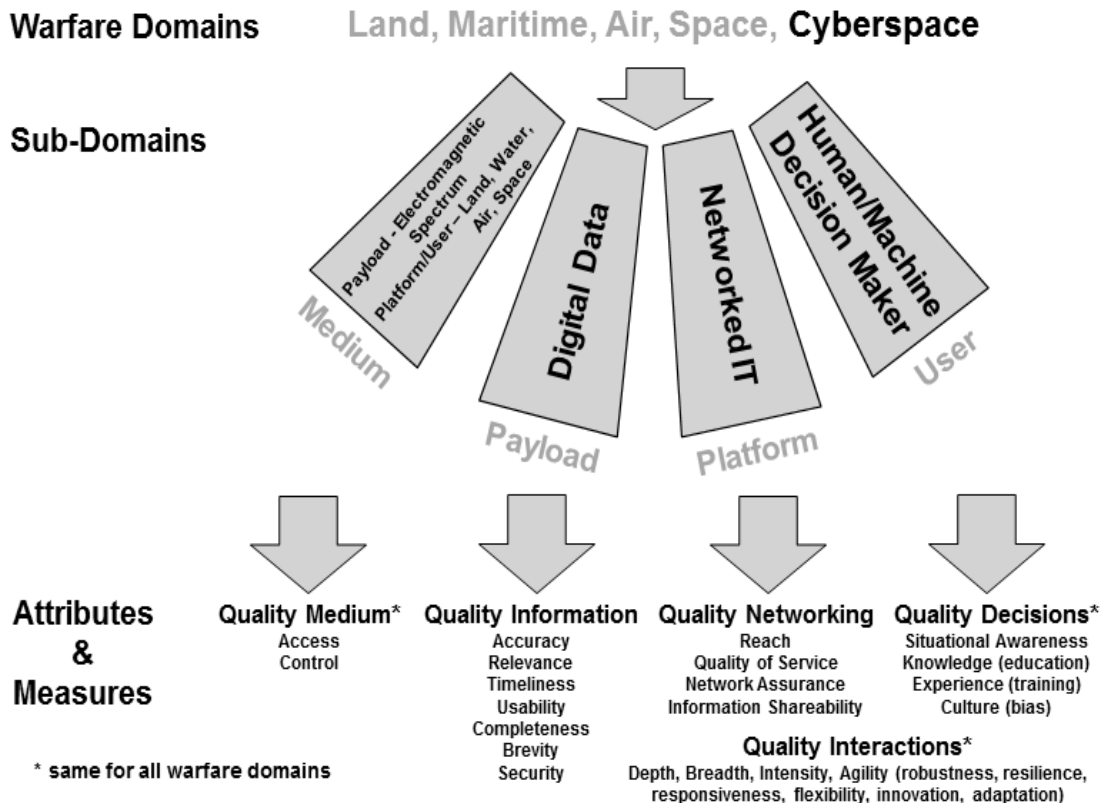 Warfare Domains
Land, Maritime, Air, Space, Cyberspace
Sub-Domains
Payload - Electromagnetic
Spectrum
Platform/User – Land, Water,
Air, Space
Medium
Digital Data
Payload
Networked IT
Platform
Human/Machine
Decision Maker
User
Attributes
&
Measures
Quality Medium*
Access
Control
Quality Information
Accuracy
Relevance
Timeliness
Usability
Completeness
Brevity
Security
Quality Networking
Reach
Quality of Service
Network Assurance
Information Shareability
Quality Decisions*
Situational Awareness
Knowledge (education)
Experience (training)
Culture (bias)
Quality Interactions*
Depth, Breadth, Intensity, Agility (robustness, resilience,
responsiveness, flexibility, innovation, adaptation)
* same for all warfare domains